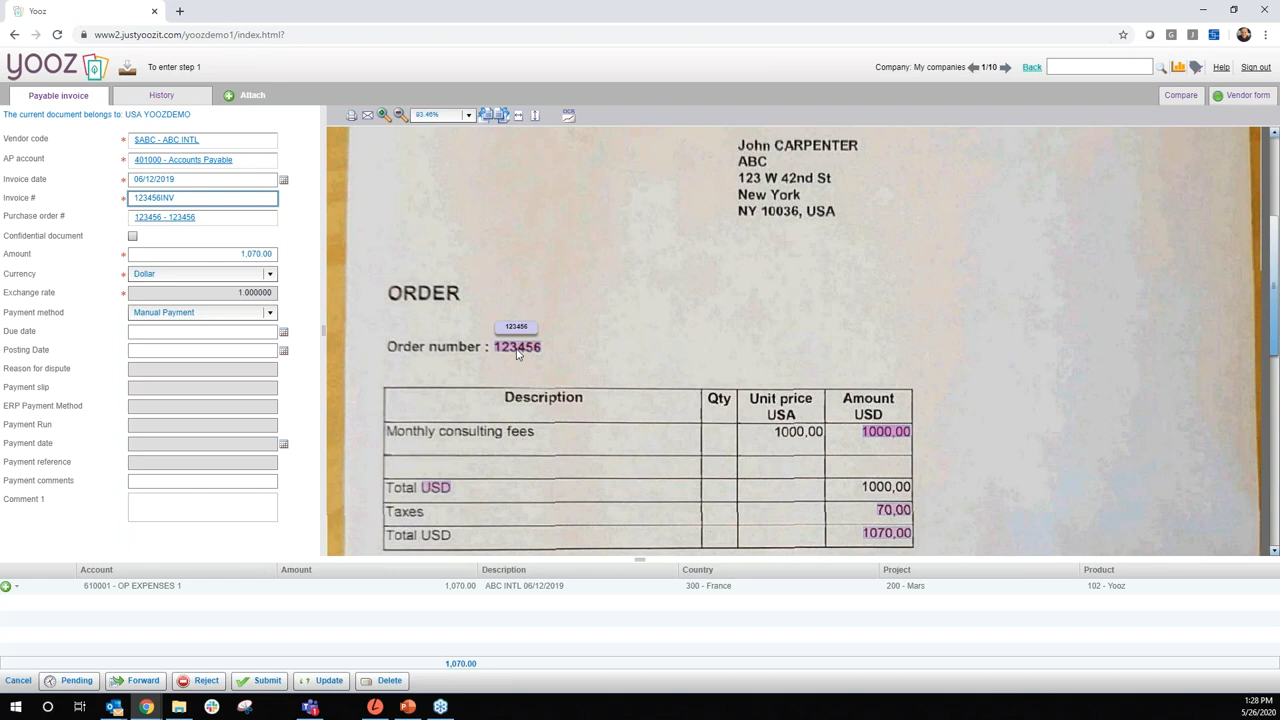 Yooz
www2.justyoozit.com/yoozdemo1/index.html?
yooz
To enter step 1
Company: My companies
1/10
Back
Help
Sign out
Payable invoice
History
Attach
Compare
Vendor form
The current document belongs to: USA YOOZDEMO
93.46%
OCR
Vendor code * $ABC - ABC INTL
AP account * 401000 - Accounts Payable
Invoice date * 06/12/2019
Invoice # * 123456INV
Purchase order # * 123456 - 123456
Confidential document
Amount * 1,070.00
Currency * Dollar
Exchange rate * 1.000000
Payment method * Manual Payment
Due date
Posting Date
Reason for dispute
Payment slip
ERP Payment Method
Payment Run
Payment date
Payment reference
Payment comments
Comment 1
John CARPENTER
ABC
123 W 42nd St
New York
NY 10036, USA
ORDER
123456
Order number : 123456
Description Qty Unit price USA Amount USD
Monthly consulting fees 1000,00 1000,00
Total USD 1000,00
Taxes 70,00
Total USD 1070,00
Account Amount Description Country Project Product
610001 - OP EXPENSES 1 1,070.00 ABC INTL 06/12/2019 300 - France 200 - Mars 102 - Yooz
1,070.00
Cancel Pending Forward Reject Submit Update Delete
1:28 PM
5/26/2020